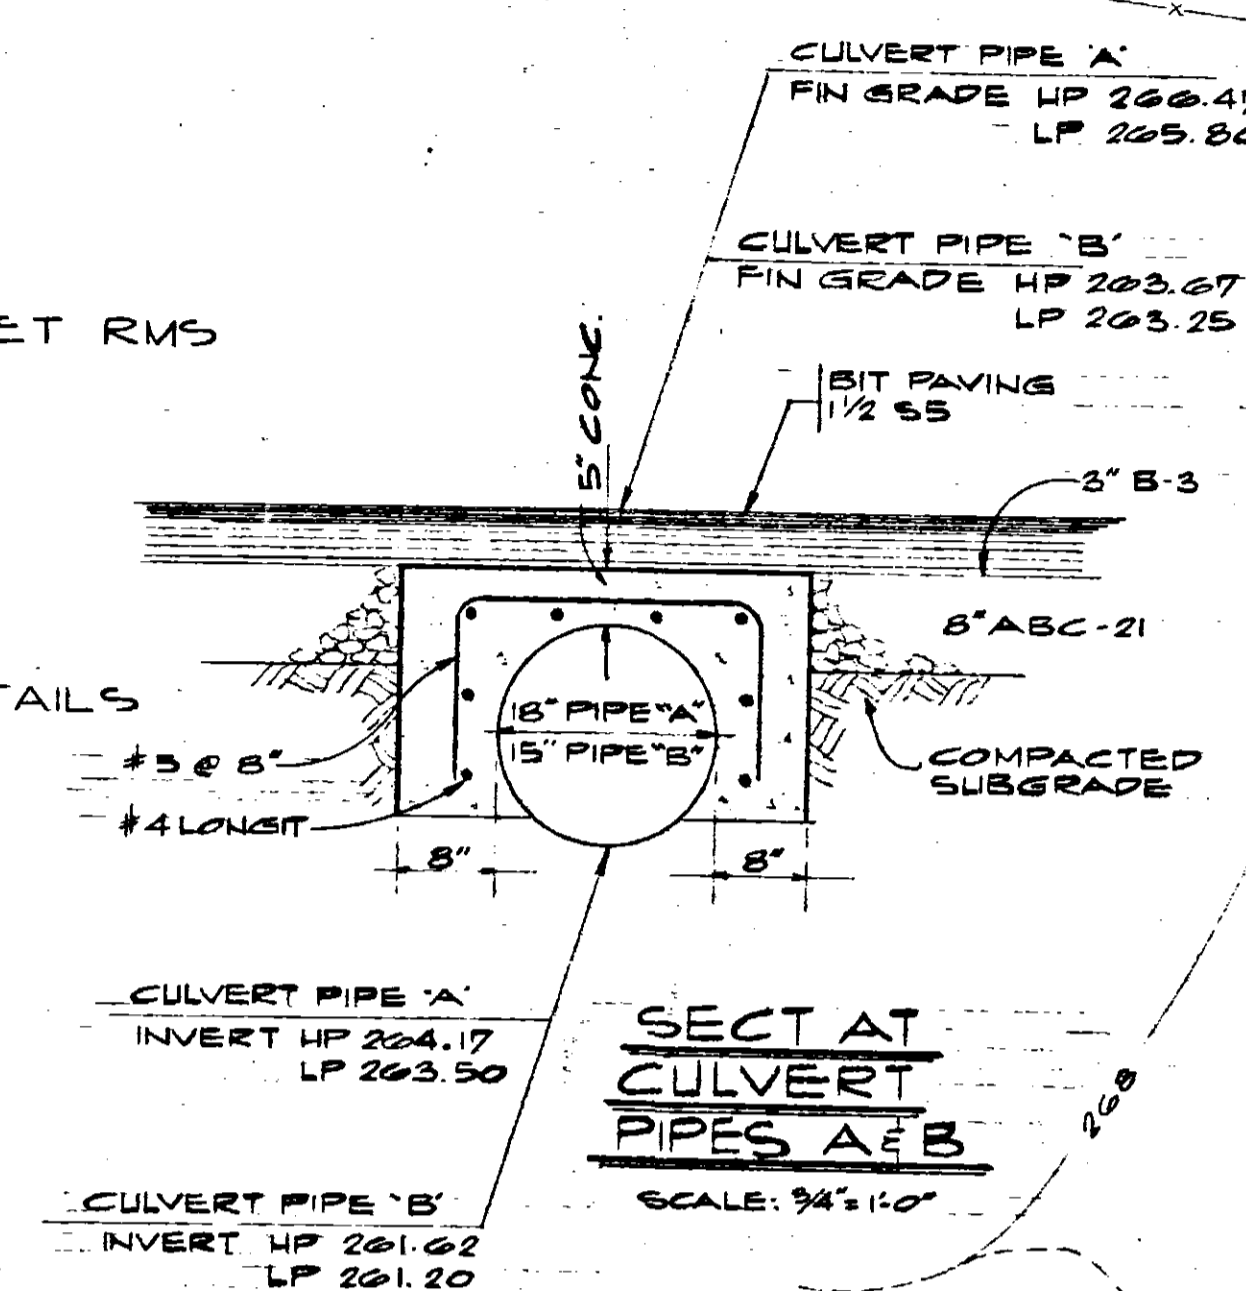 CULVERT PIPE 'A'
FIN GRADE HP 266.4
LP 265.8
CULVERT PIPE 'B'
FIN GRADE HP 263.67
LP 263.25
ET RMS
5" CONC.
BIT PAVING
1 1/2 S5
3" B-3
8" ABC-21
TAILS
18" PIPE "A"
15" PIPE "B"
#5 @ 8"
#4 LONGIT
COMPACTED
SUBGRADE
8"
8"
CULVERT PIPE 'A'
INVERT HP 264.17
LP 263.50
SECT AT
CULVERT
PIPES A & B
SCALE: 3/4" = 1'-0"
268
CULVERT PIPE 'B'
INVERT HP 261.62
LP 261.20